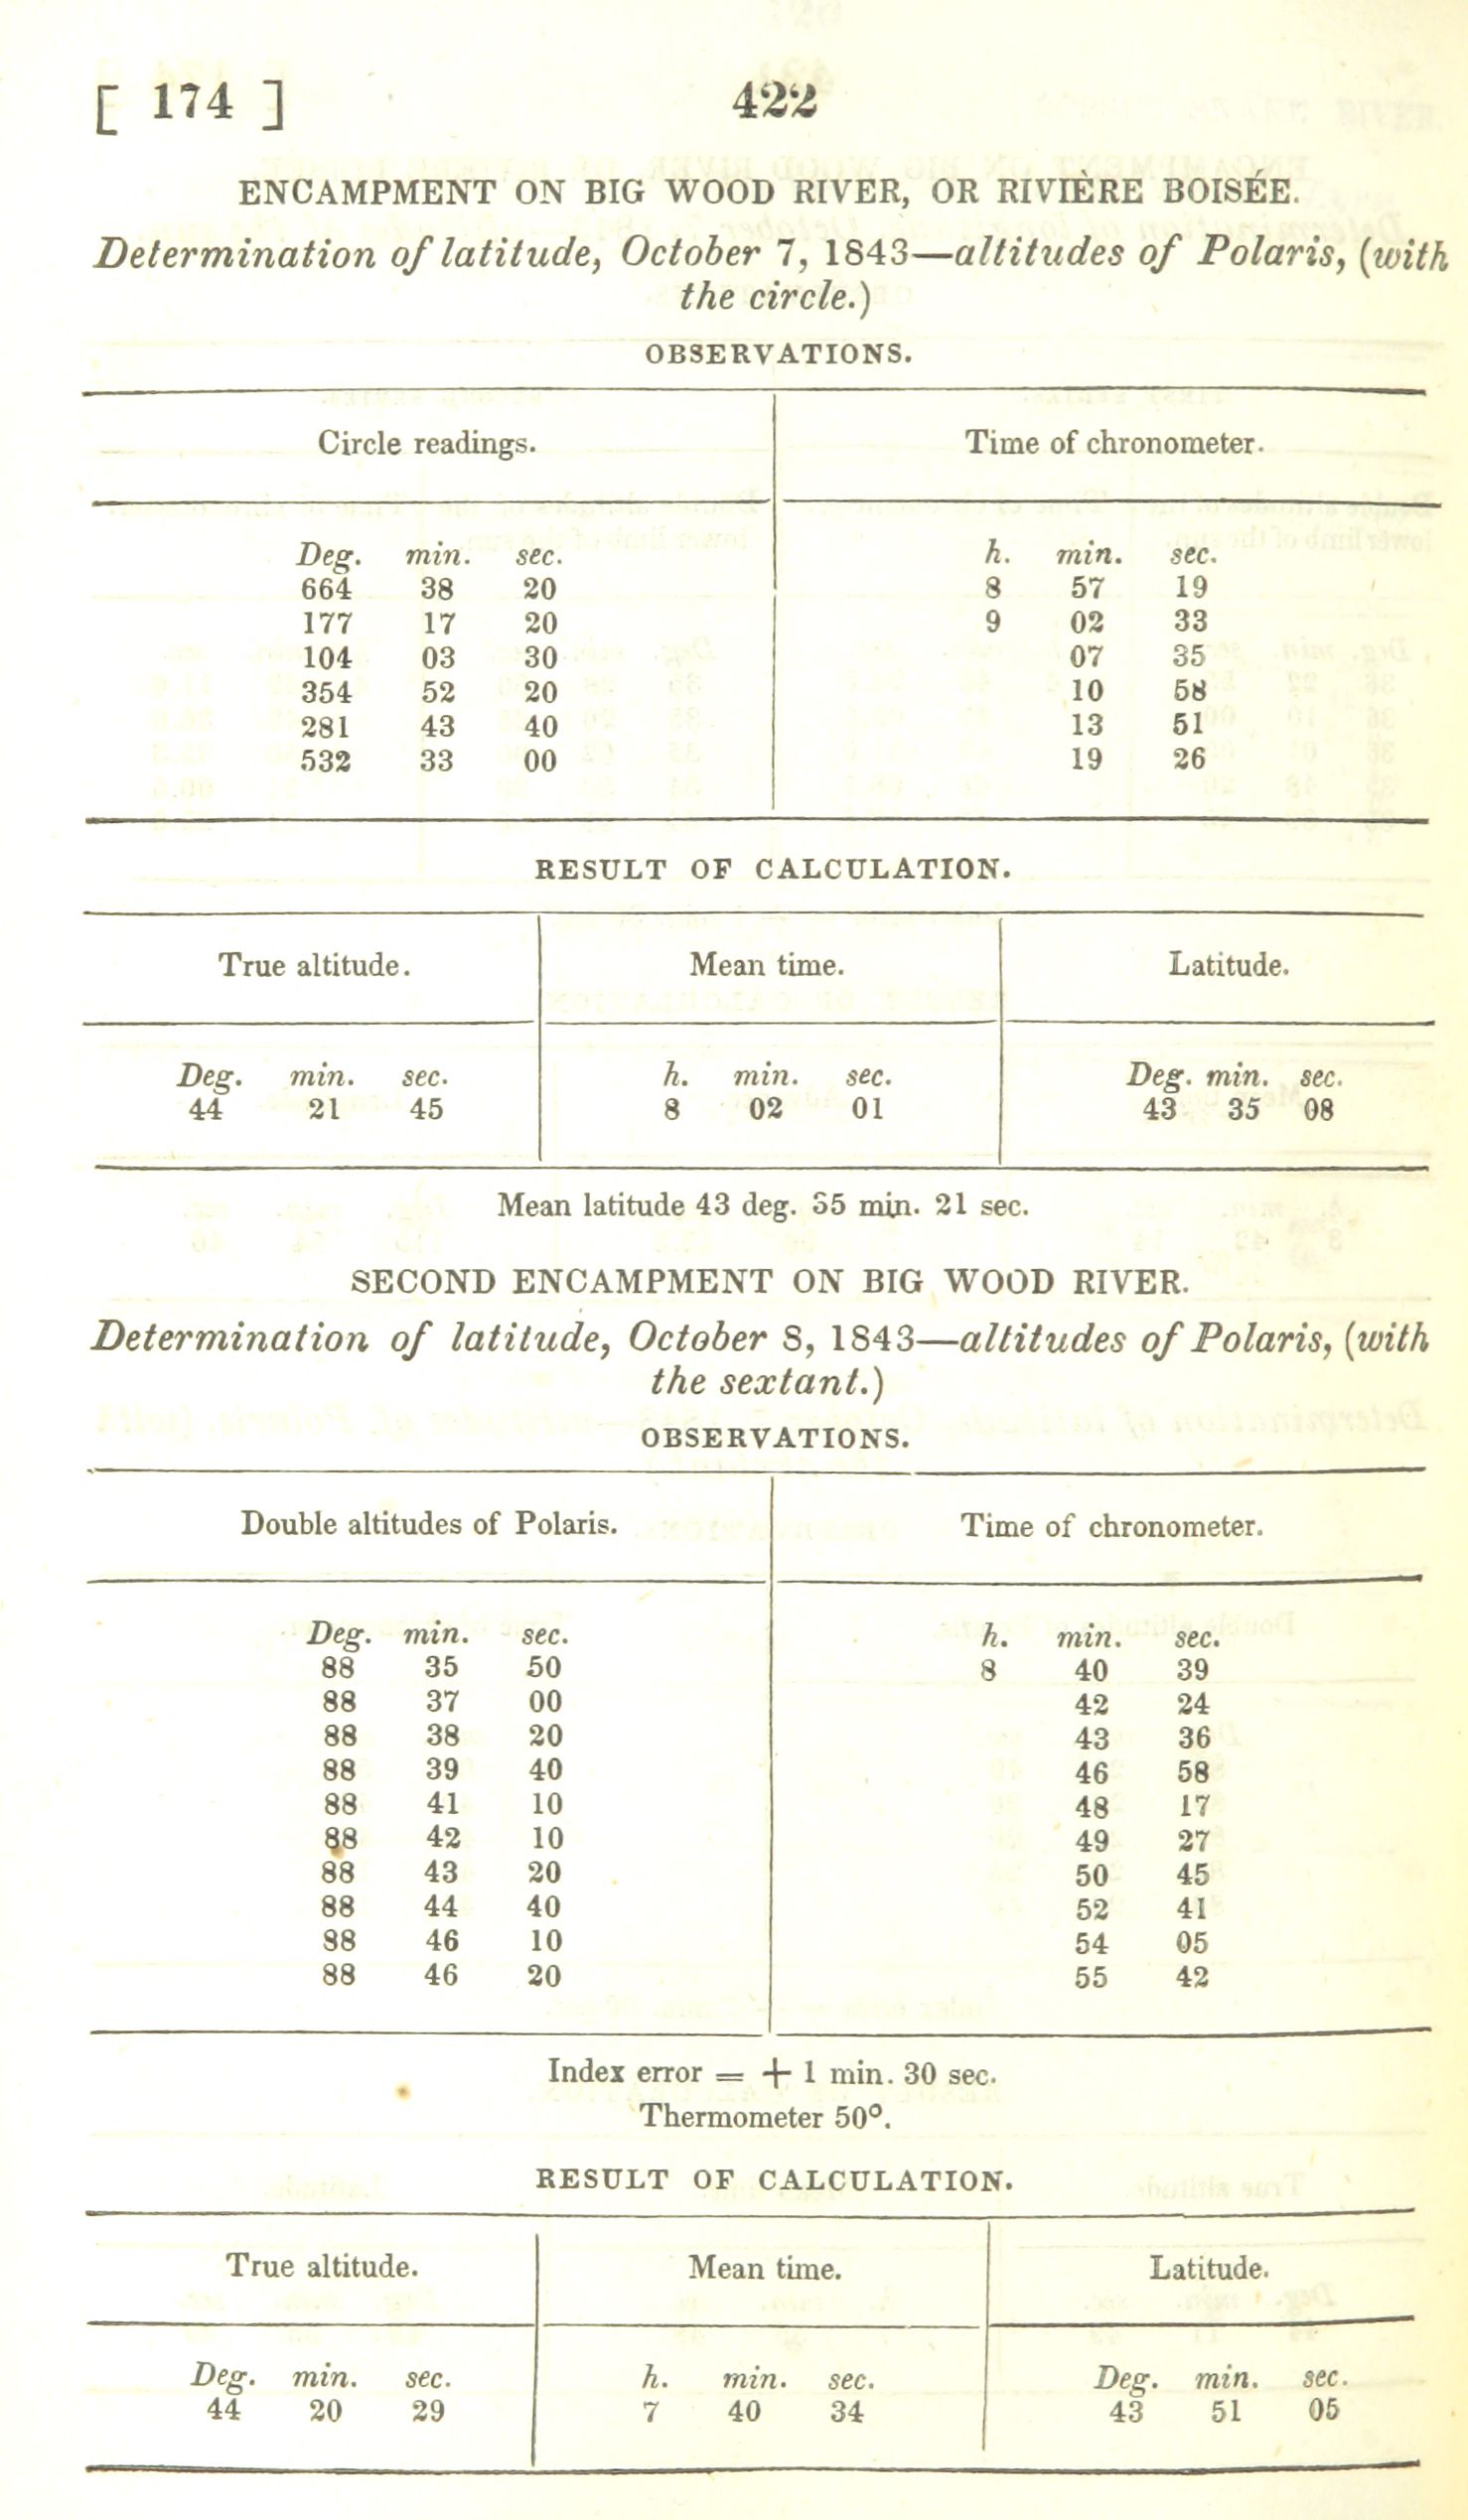 [ 174 ] 422
ENCAMPMENT ON BIG WOOD RIVER, OR RIVIÈRE BOISÉE.
Determination of latitude, October 7, 1843—altitudes of Polaris, (with
the circle.)
OBSERVATIONS.
Circle readings. Time of chronometer.
Deg. min. sec. h. min. sec.
664 38 20 8 57 19
177 17 20 9 02 33
104 03 30 07 35
354 52 20 10 58
281 43 40 13 51
532 33 00 19 26
RESULT OF CALCULATION.
True altitude. Mean time. Latitude.
Deg. min. sec. h. min. sec. Deg. min. sec.
44 21 45 8 02 01 43 35 08
Mean latitude 43 deg. 35 min. 21 sec.
SECOND ENCAMPMENT ON BIG WOOD RIVER.
Determination of latitude, October 8, 1843—altitudes of Polaris, (with
the sextant.)
OBSERVATIONS.
Double altitudes of Polaris. Time of chronometer.
Deg. min. sec. h. min. sec.
88 35 50 8 40 39
88 37 00 42 24
88 38 20 43 36
88 39 40 46 58
88 41 10 48 17
88 42 10 49 27
88 43 20 50 45
88 44 40 52 41
88 46 10 54 05
88 46 20 55 42
Index error = + 1 min. 30 sec.
Thermometer 50°.
RESULT OF CALCULATION.
True altitude. Mean time. Latitude.
Deg. min. sec. h. min. sec. Deg. min. sec.
44 20 29 7 40 34 43 51 05